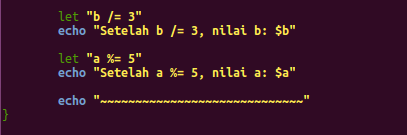 let "b /= 3"
echo "Setelah b /= 3, nilai b: $b"
let "a %= 5"
echo "Setelah a %= 5, nilai a: $a"
echo "~~~~~~~~~~~~~~~~~~~~~~~~~~~~~"
}